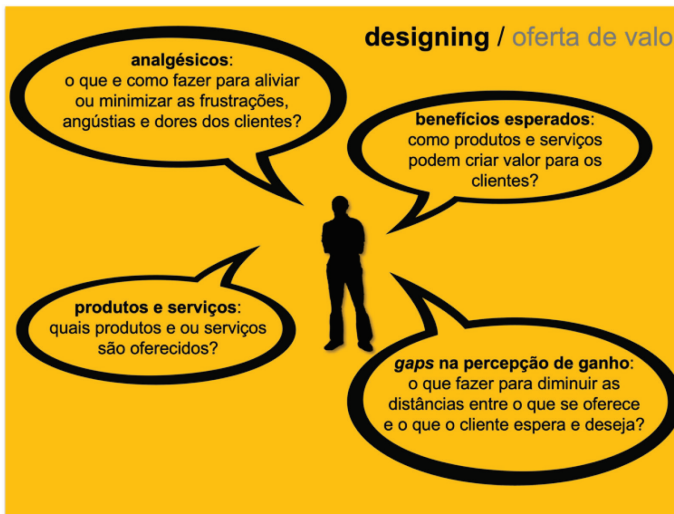 designing / oferta de valo
analgésicos:
o que e como fazer para aliviar
ou minimizar as frustrações,
angústias e dores dos clientes?
benefícios esperados:
como produtos e serviços
podem criar valor para os
clientes?
produtos e serviços:
quais produtos e ou serviços
são oferecidos?
gaps na percepção de ganho:
o que fazer para diminuir as
distâncias entre o que se oferece
e o que o cliente espera e deseja?